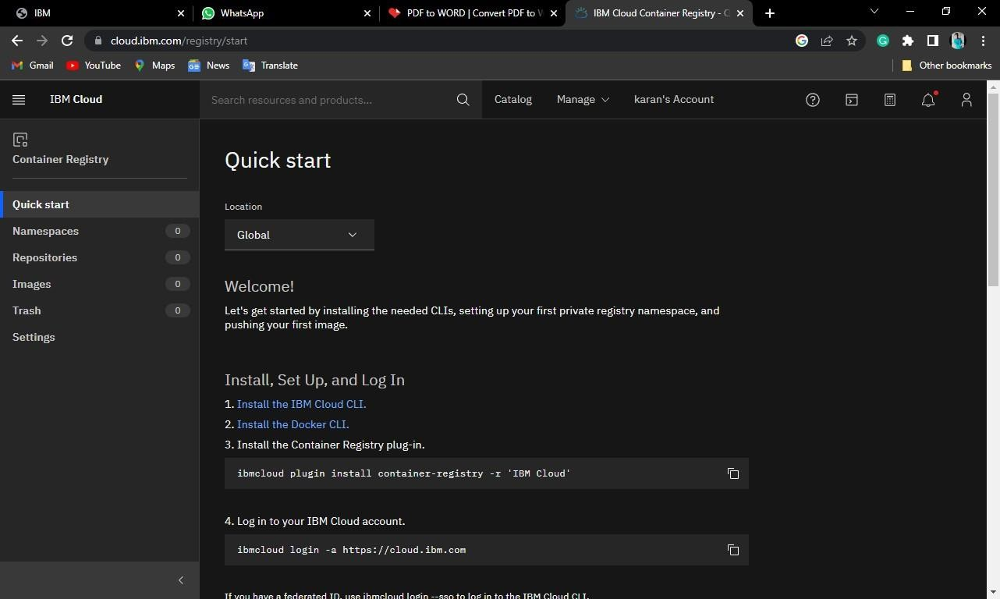 IBM
WhatsApp
PDF to WORD | Convert PDF to W
IBM Cloud Container Registry - Q
cloud.ibm.com/registry/start
Gmail YouTube Maps News Translate Other bookmarks
IBM Cloud Search resources and products... Catalog Manage karan's Account
Container Registry
Quick start
Namespaces 0
Repositories 0
Images 0
Trash 0
Settings
Quick start
Location
Global
Welcome!
Let's get started by installing the needed CLIs, setting up your first private registry namespace, and
pushing your first image.
Install, Set Up, and Log In
1. Install the IBM Cloud CLI.
2. Install the Docker CLI.
3. Install the Container Registry plug-in.
ibmcloud plugin install container-registry -r 'IBM Cloud'
4. Log in to your IBM Cloud account.
ibmcloud login -a https://cloud.ibm.com
If you have a federated ID, use ibmcloud login --sso to log in to the IBM Cloud CLI.